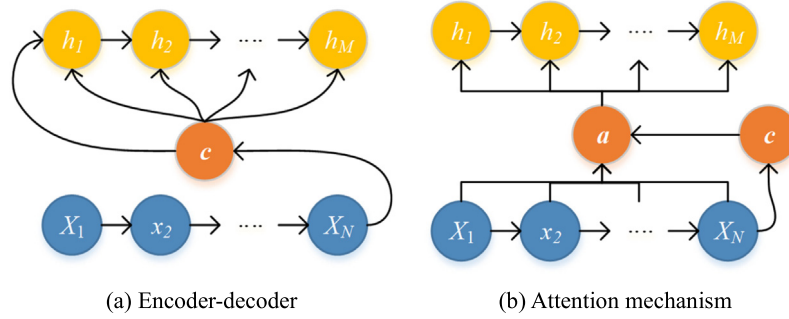 h1 h2 .... hM
c
X1 x2 .... XN
(a) Encoder-decoder
h1 h2 .... hM
a c
X1 x2 .... XN
(b) Attention mechanism